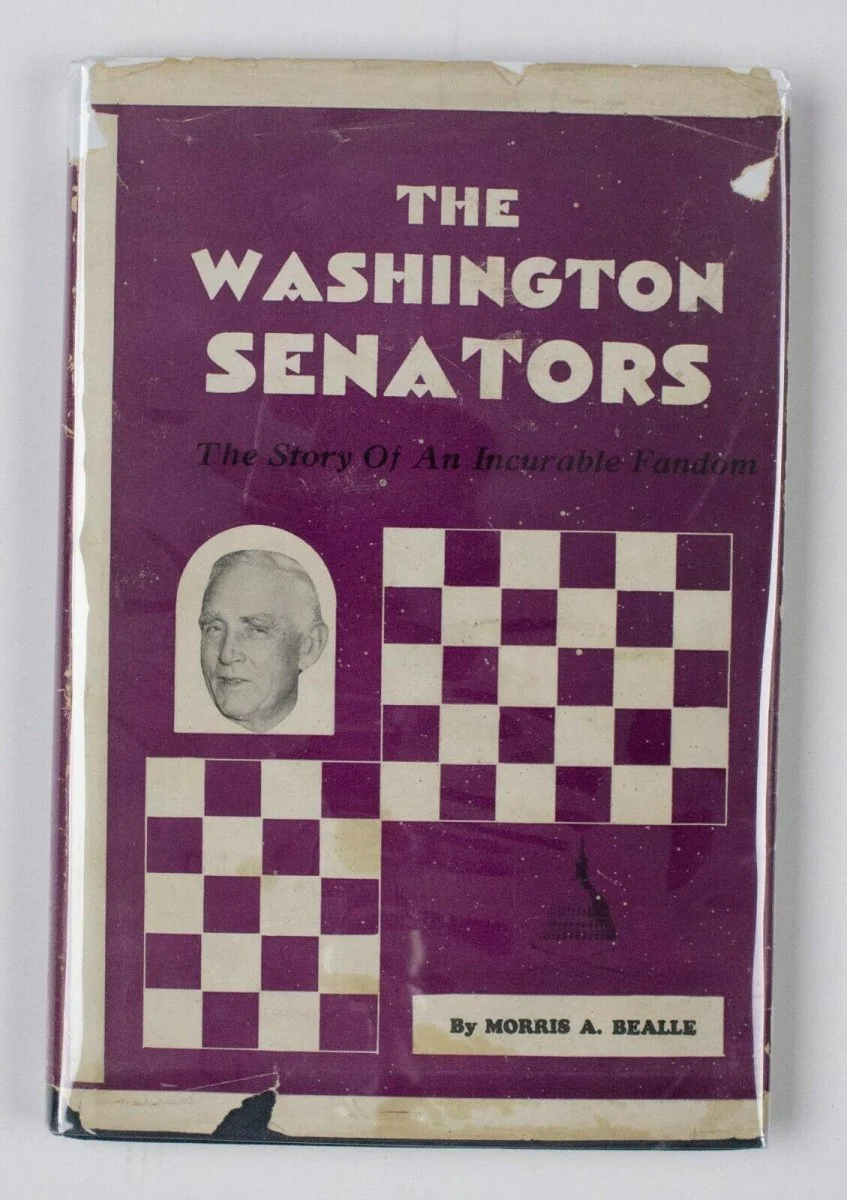 THE
WASHINGTON
SENATORS
The Story Of An Incurable Fandom
By MORRIS A. BEALLE